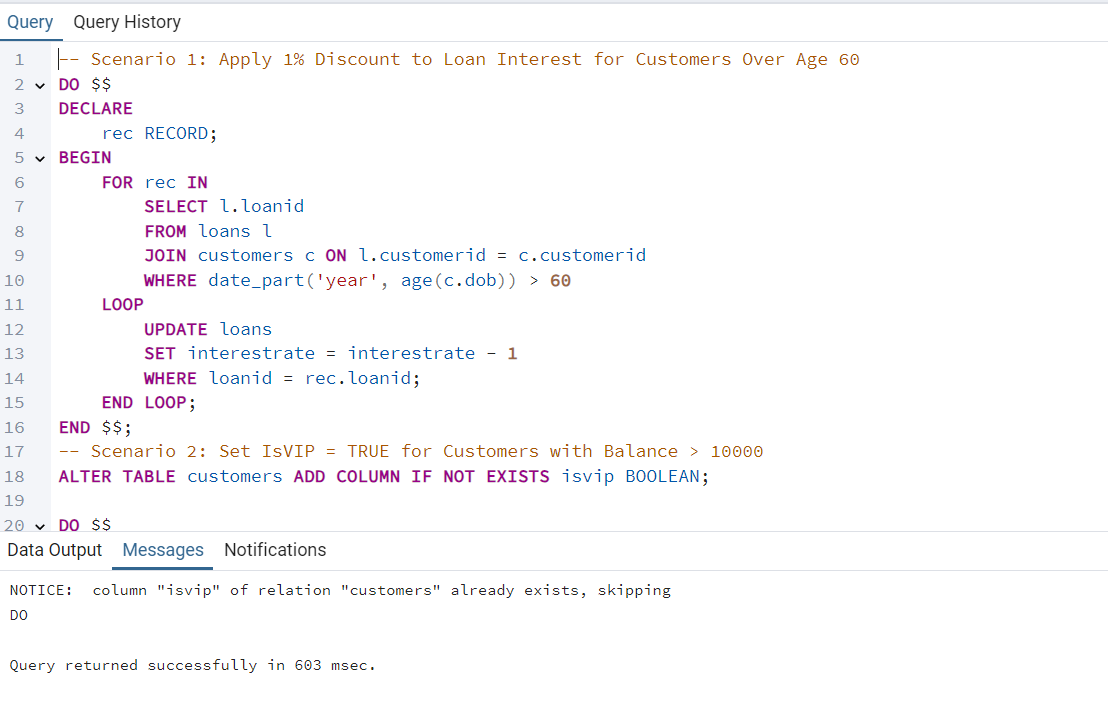 Query Query History
1 -- Scenario 1: Apply 1% Discount to Loan Interest for Customers Over Age 60
2 DO $$
3 DECLARE
4 rec RECORD;
5 BEGIN
6 FOR rec IN
7 SELECT l.loanid
8 FROM loans l
9 JOIN customers c ON l.customerid = c.customerid
10 WHERE date_part('year', age(c.dob)) > 60
11 LOOP
12 UPDATE loans
13 SET interestrate = interestrate - 1
14 WHERE loanid = rec.loanid;
15 END LOOP;
16 END $$;
17 -- Scenario 2: Set IsVIP = TRUE for Customers with Balance > 10000
18 ALTER TABLE customers ADD COLUMN IF NOT EXISTS isvip BOOLEAN;
19
20 DO $$
Data Output Messages Notifications
NOTICE: column "isvip" of relation "customers" already exists, skipping
DO
Query returned successfully in 603 msec.